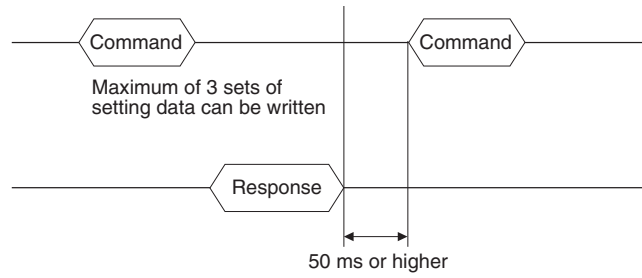 Command
Command
Maximum of 3 sets of
setting data can be written
Response
50 ms or higher